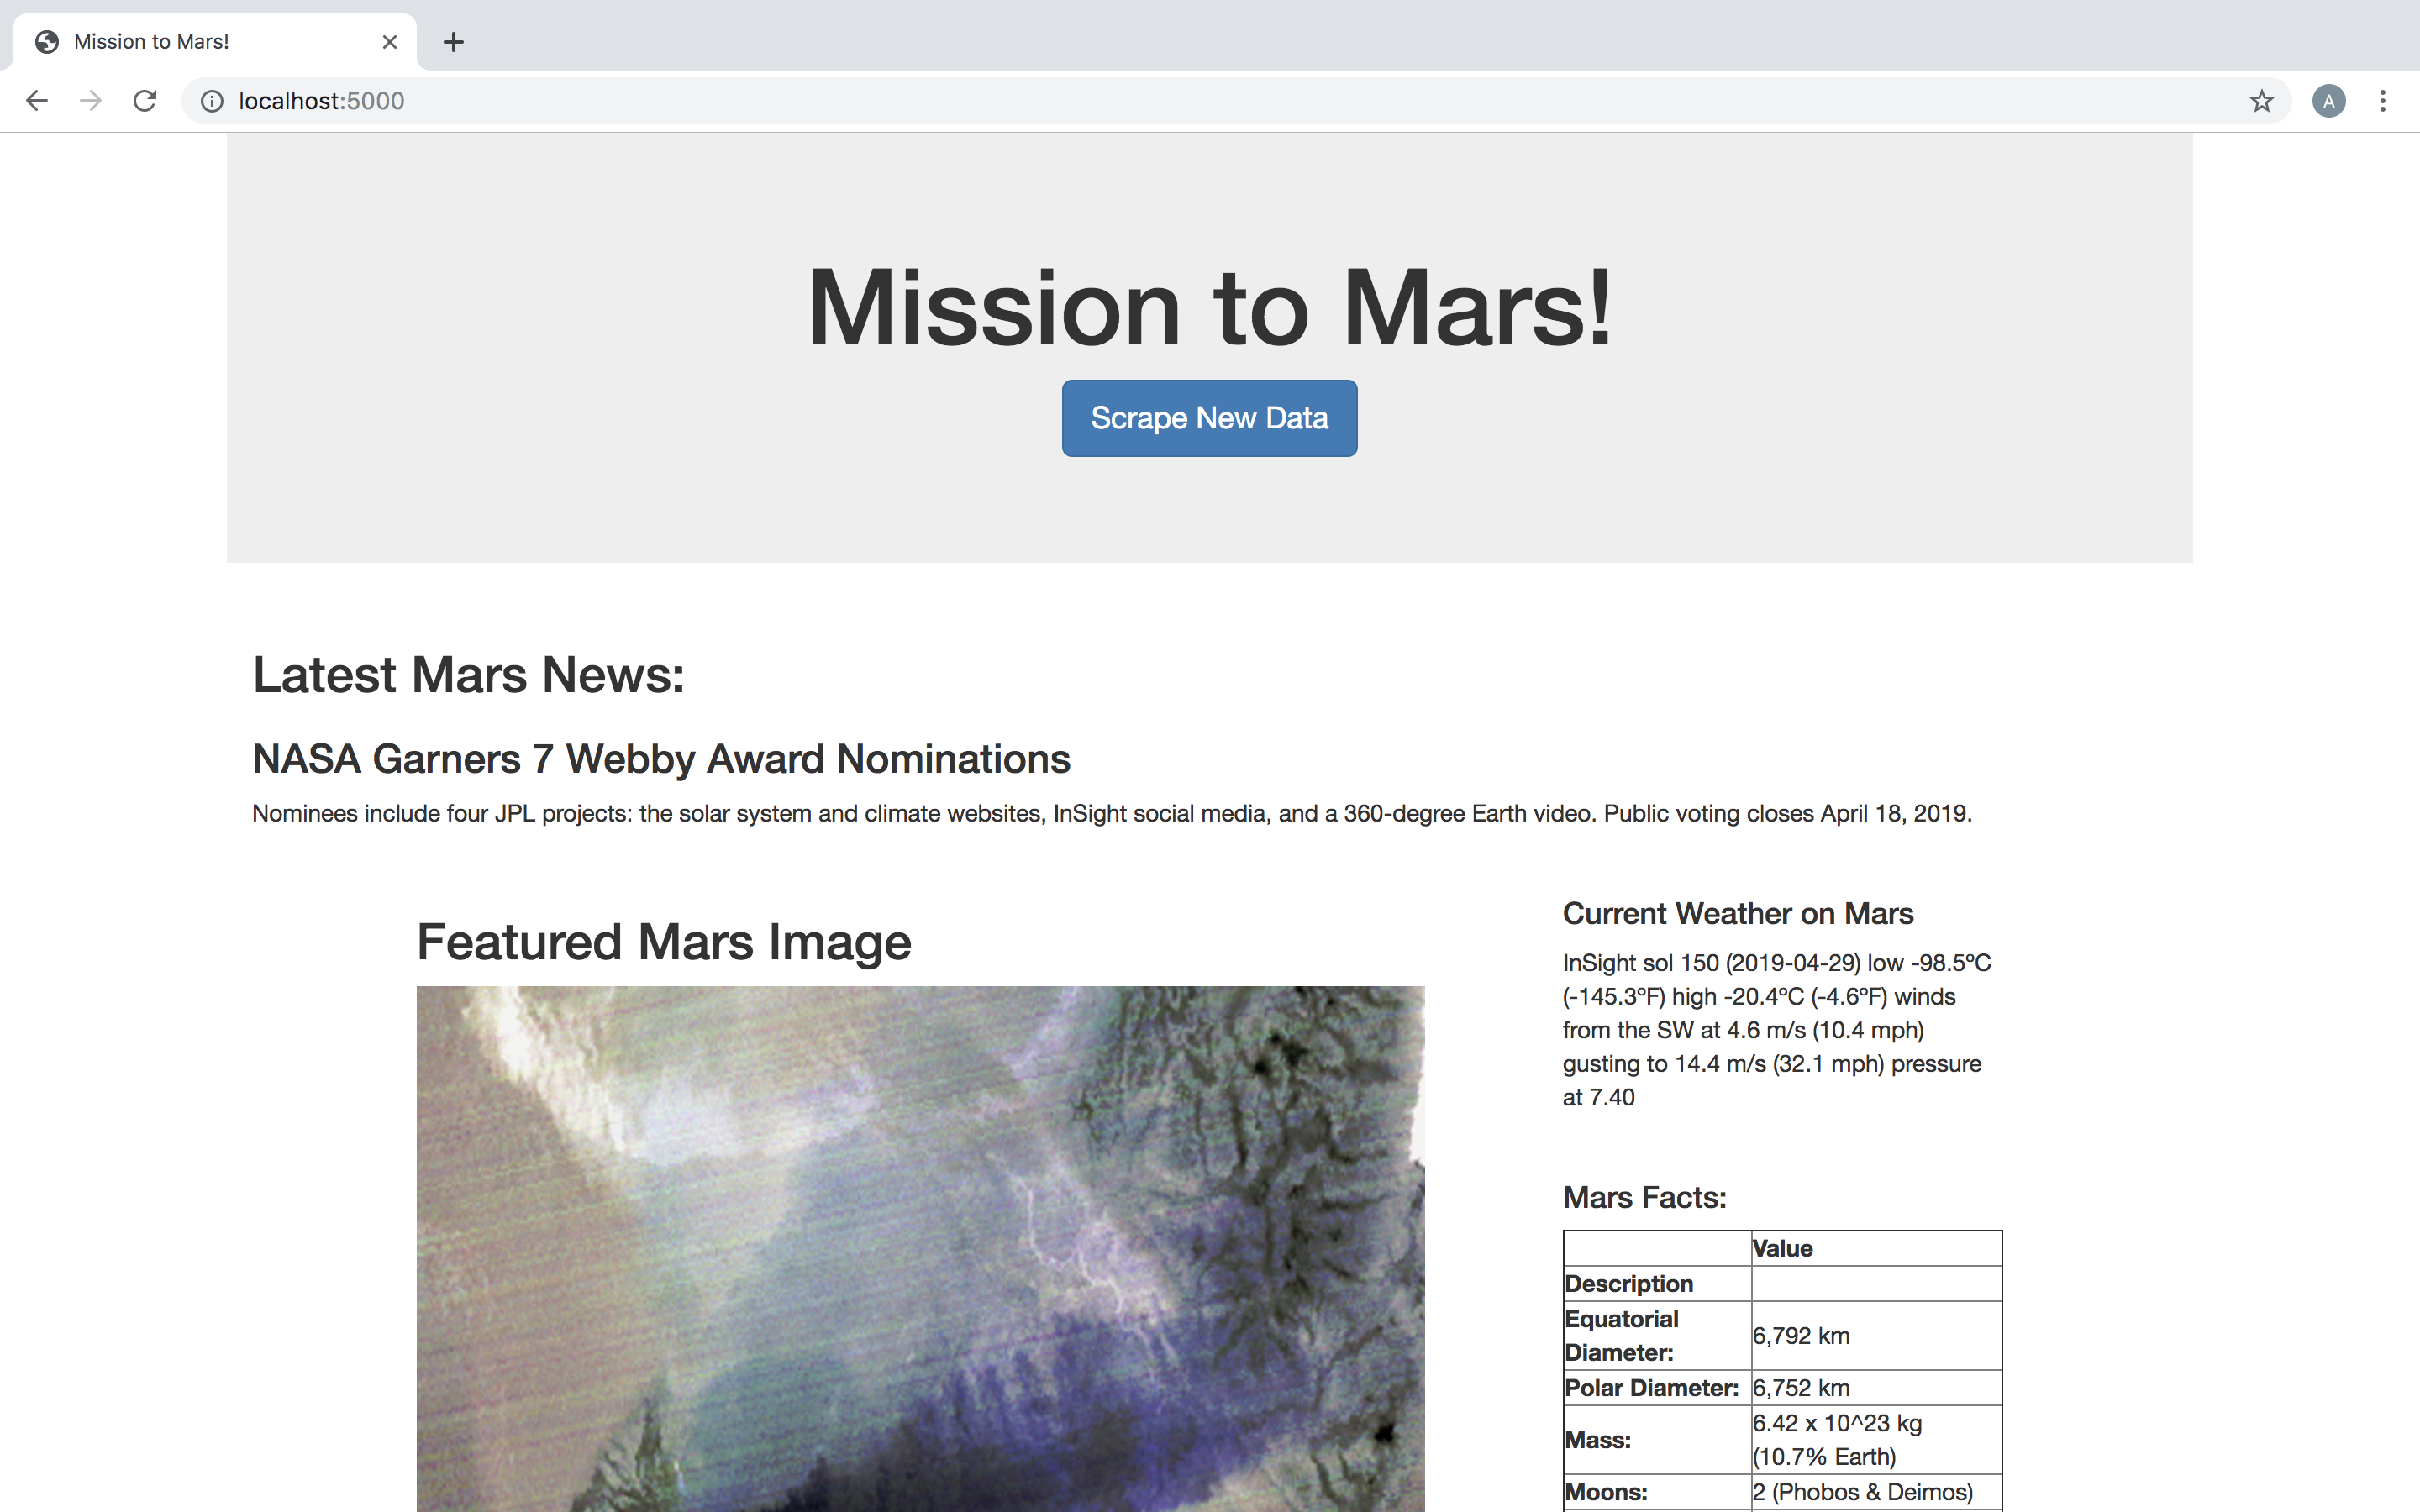 Mission to Mars!
localhost:5000
A
Mission to Mars!
Scrape New Data
Latest Mars News:
NASA Garners 7 Webby Award Nominations
Nominees include four JPL projects: the solar system and climate websites, InSight social media, and a 360-degree Earth video. Public voting closes April 18, 2019.
Featured Mars Image
Current Weather on Mars
InSight sol 150 (2019-04-29) low -98.5ºC
(-145.3ºF) high -20.4ºC (-4.6ºF) winds
from the SW at 4.6 m/s (10.4 mph)
gusting to 14.4 m/s (32.1 mph) pressure
at 7.40
Mars Facts:
Value
Description
Equatorial
Diameter:
6,792 km
Polar Diameter: 6,752 km
Mass:
6.42 x 10^23 kg
(10.7% Earth)
Moons: 2 (Phobos & Deimos)